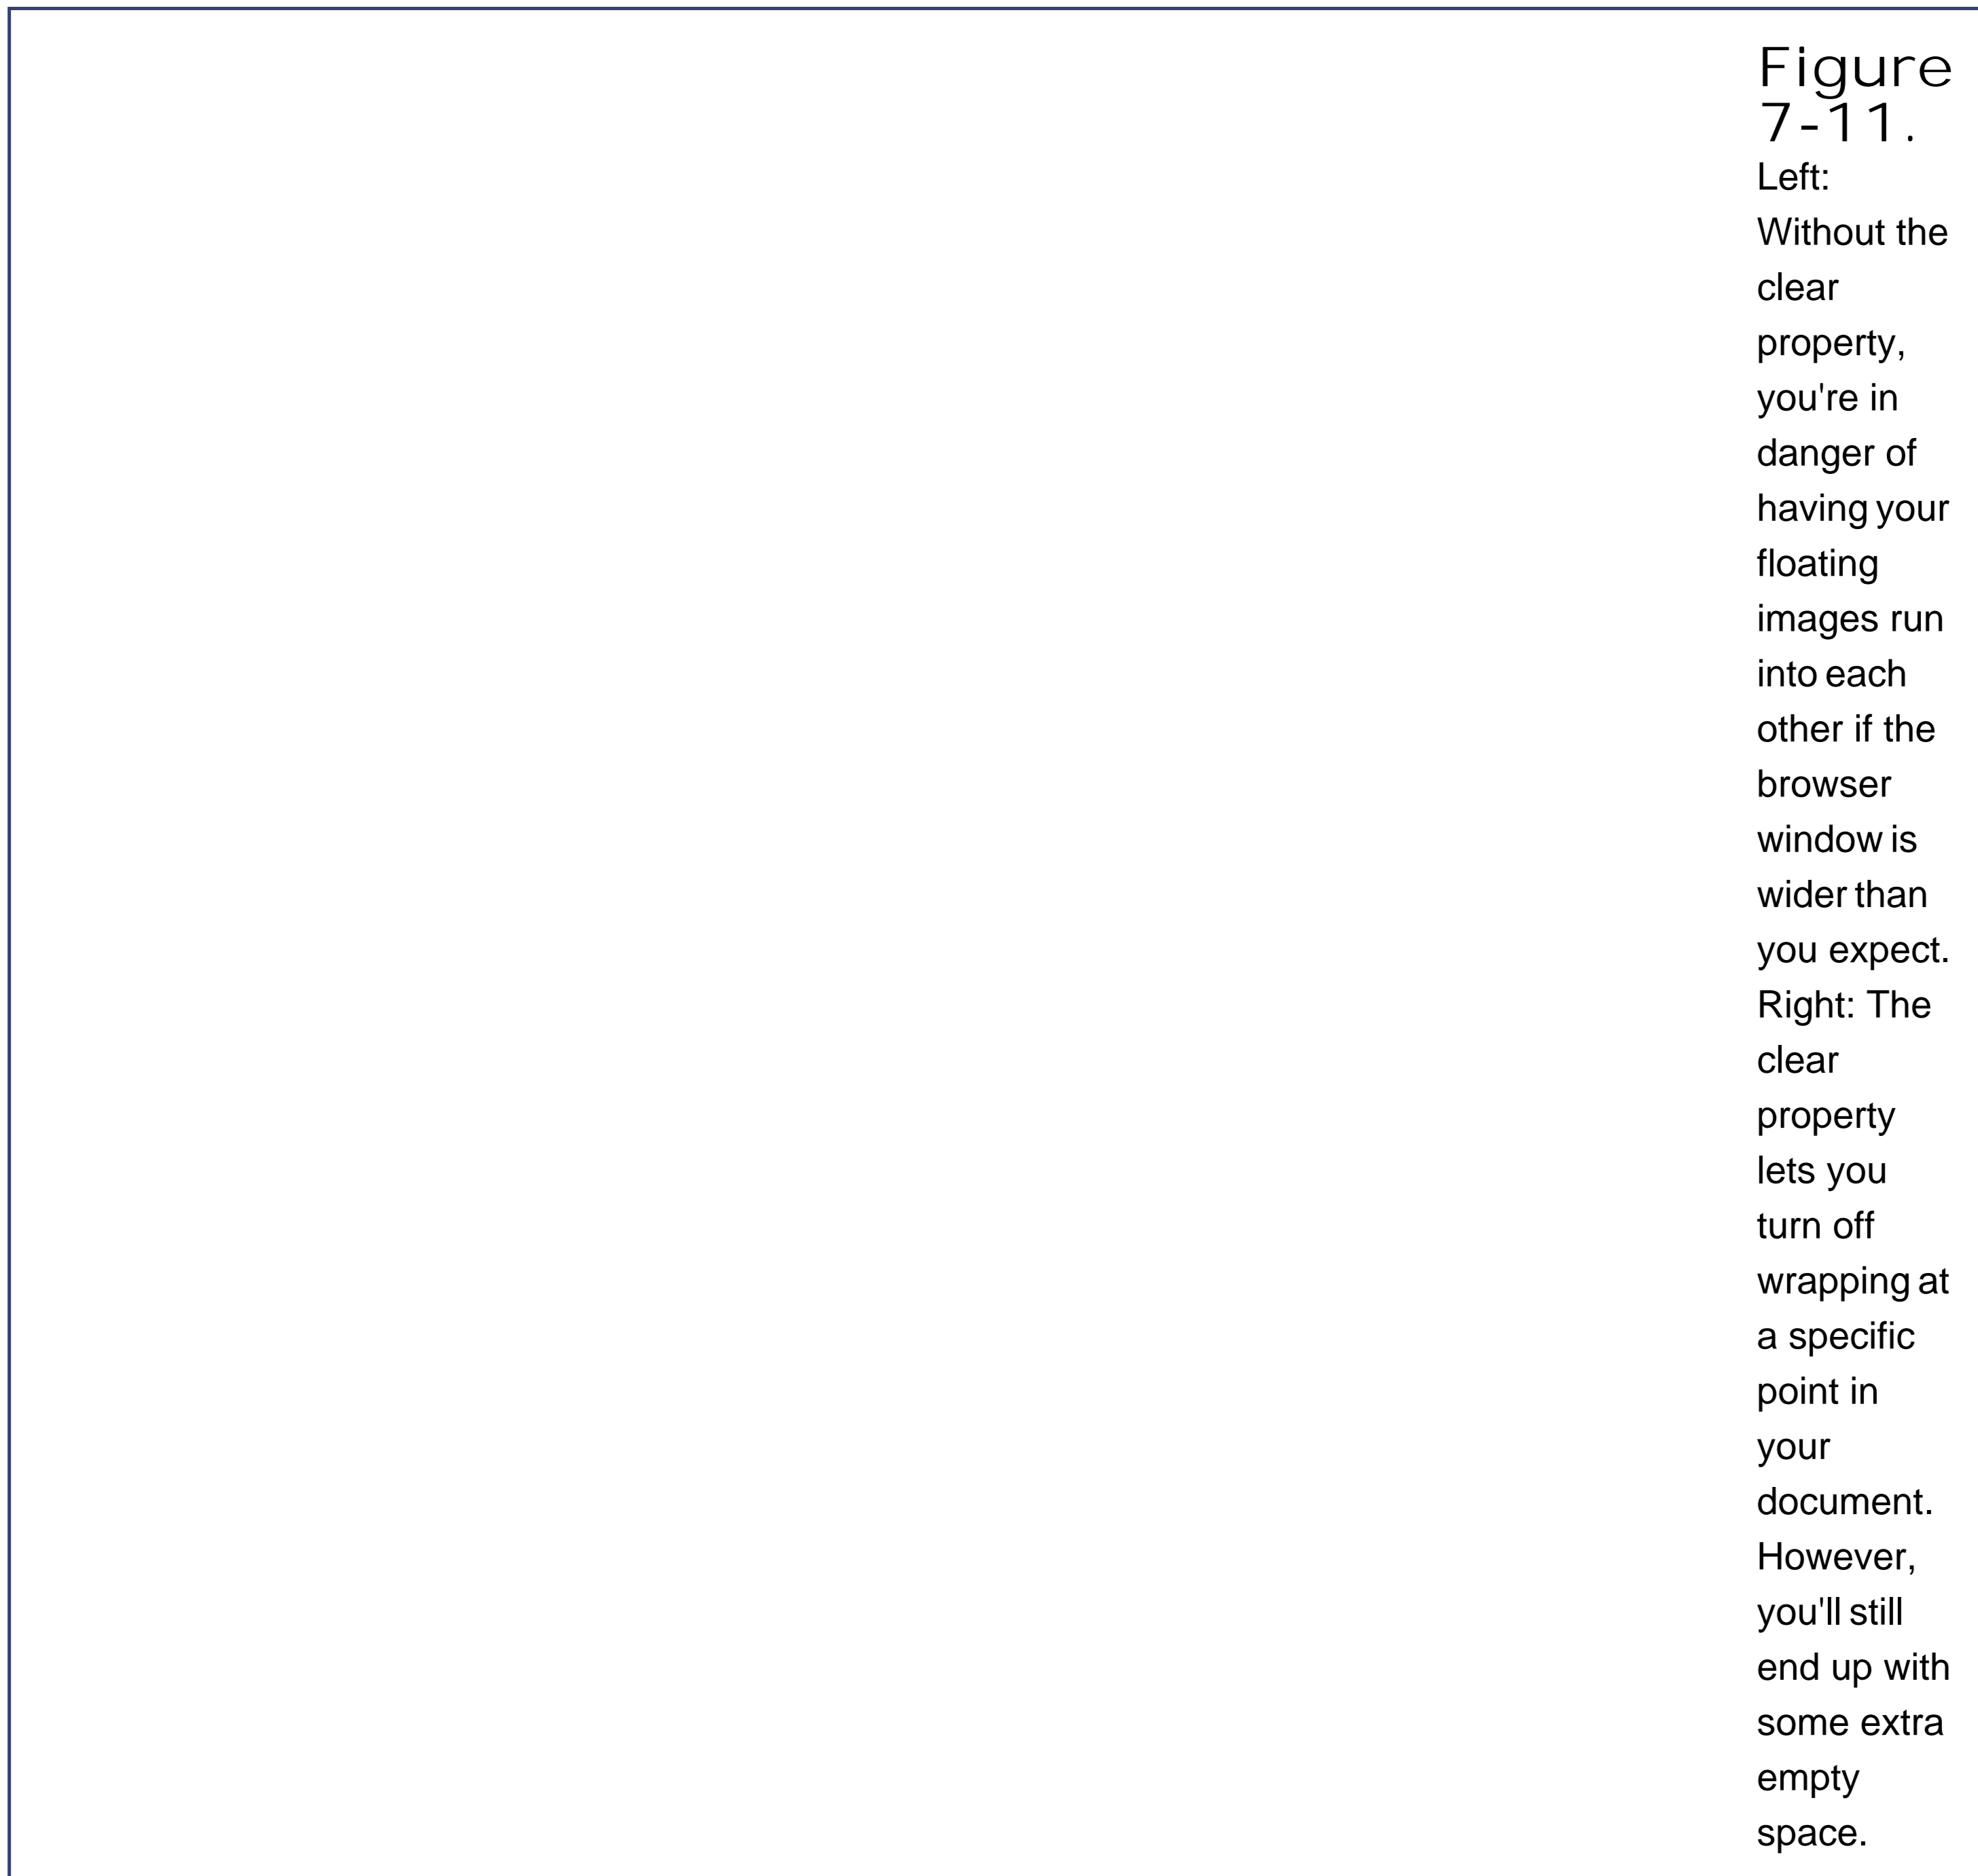 Figure
7-11.
Left:
Without the
clear
property,
you're in
danger of
having your
floating
images run
into each
other if the
browser
window is
wider than
you expect.
Right: The
clear
property
lets you
turn off
wrapping at
a specific
point in
your
document.
However,
you'll still
end up with
some extra
empty
space.